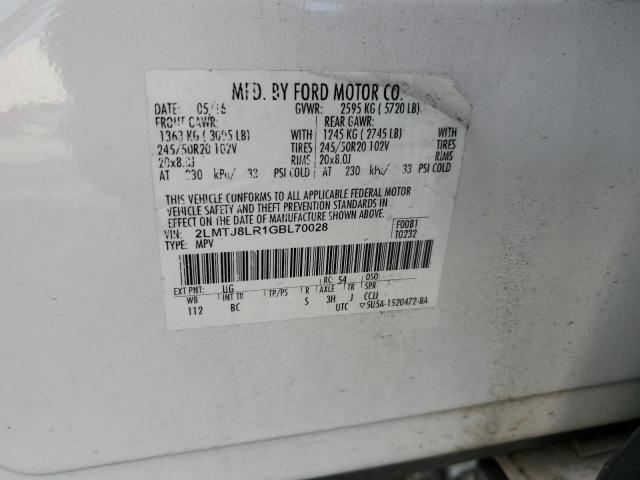 MFD. BY FORD MOTOR CO.
DATE: 05/16 GVWR: 2595 KG ( 5720 LB)
FRONT GAWR: REAR GAWR:
1363 KG ( 3005 LB) WITH 1245 KG ( 2745 LB) WITH
245/50R20 102V TIRES 245/50R20 102V TIRES
20x8.0J RIMS 20x8.0J RIMS
AT 230 kPa/ 33 PSI COLD AT 230 kPa/ 33 PSI COLD
THIS VEHICLE CONFORMS TO ALL APPLICABLE FEDERAL MOTOR
VEHICLE SAFETY AND THEFT PREVENTION STANDARDS IN
EFFECT ON THE DATE OF MANUFACTURE SHOWN ABOVE.
VIN: 2LMTJ8LR1GBL70028 F0081
TYPE: MPV T0232
EXT PNT: UG RC: 54 DSO:
WB INT TR TP/PS R AXLE TR SPR
112 BC S 3H J CCJJ
UTC ▽5U5A-1520472-BA